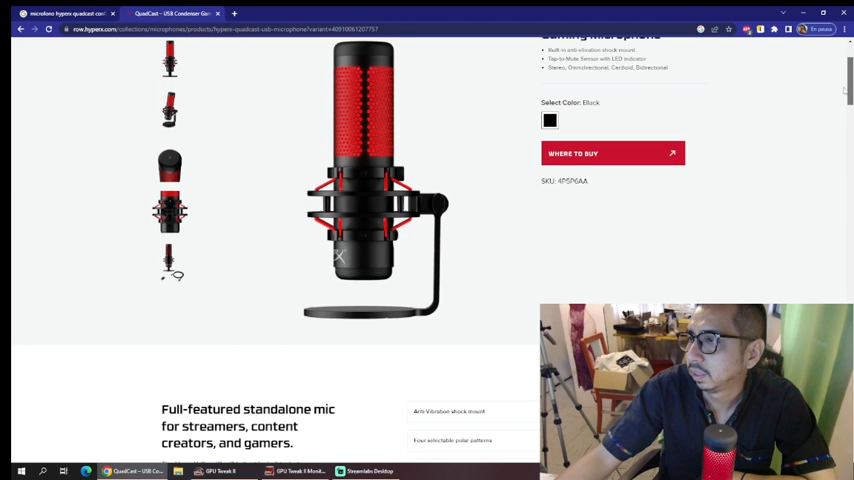 microfono hyperx quadcast con
QuadCast – USB Condenser Gam
row.hyperx.com/collections/microphones/products/hyperx-quadcast-usb-microphone?variant=40910061207757
En pausa
Gaming Microphone
Built-in anti-vibration shock mount
Tap-to-Mute Sensor with LED indicator
Stereo, Omnidirectional, Cardioid, Bidirectional
Select Color: Black
WHERE TO BUY
SKU: 4P5P6AA
Full-featured standalone mic
for streamers, content
creators, and gamers.
Anti-Vibration shock mount
Four selectable polar patterns
QuadCast – USB Co...
GPU Tweak II
GPU Tweak II Monit...
Streamlabs Desktop